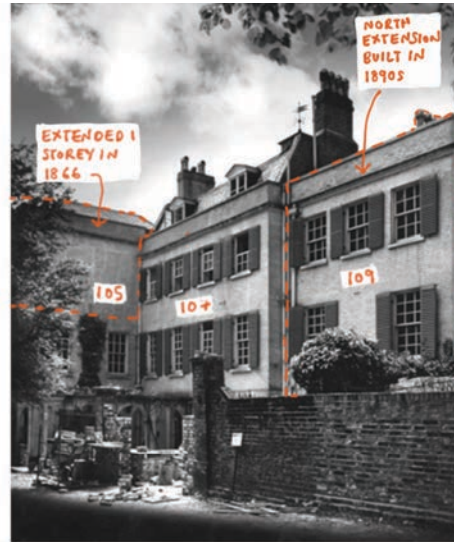 NORTH
EXTENSION
BUILT IN
1890S
EXTENDED 1
STOREY IN
1866
105
107
109